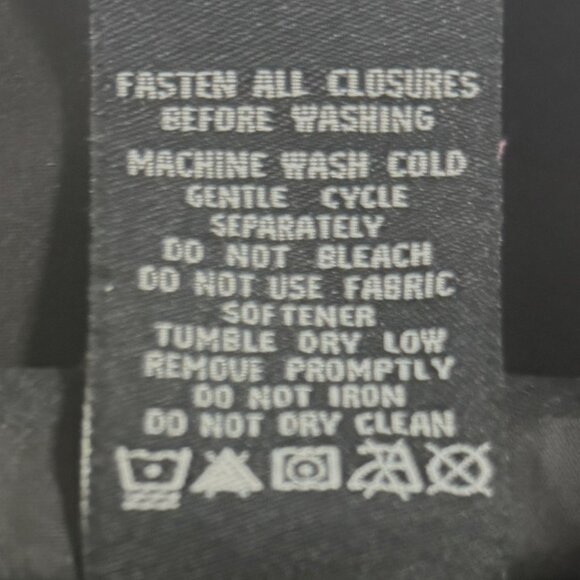 FASTEN ALL CLOSURES
BEFORE WASHING
MACHINE WASH COLD
GENTLE CYCLE
SEPARATELY
DO NOT BLEACH
DO NOT USE FABRIC
SOFTENER
TUMBLE DRY LOW
REMOVE PROMPTLY
DO NOT IRON
DO NOT DRY CLEAN